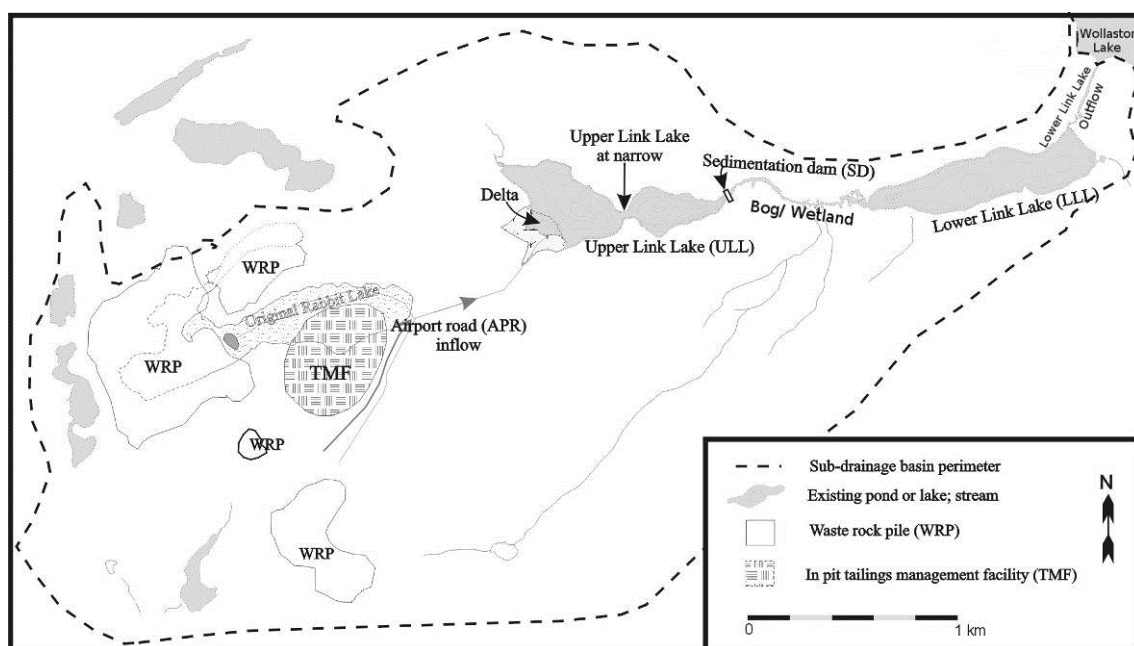 Wollaston
Lake
Lower Link Lake
Outflow
Upper Link Lake
at narrow
Sedimentation dam (SD)
Delta
Bog/ Wetland
Lower Link Lake (LLL)
Upper Link Lake (ULL)
WRP
Original Rabbit Lake
Airport road (APR)
inflow
WRP
TMF
WRP
WRP
Sub-drainage basin perimeter
Existing pond or lake; stream
Waste rock pile (WRP)
In pit tailings management facility (TMF)
N
0
1 km